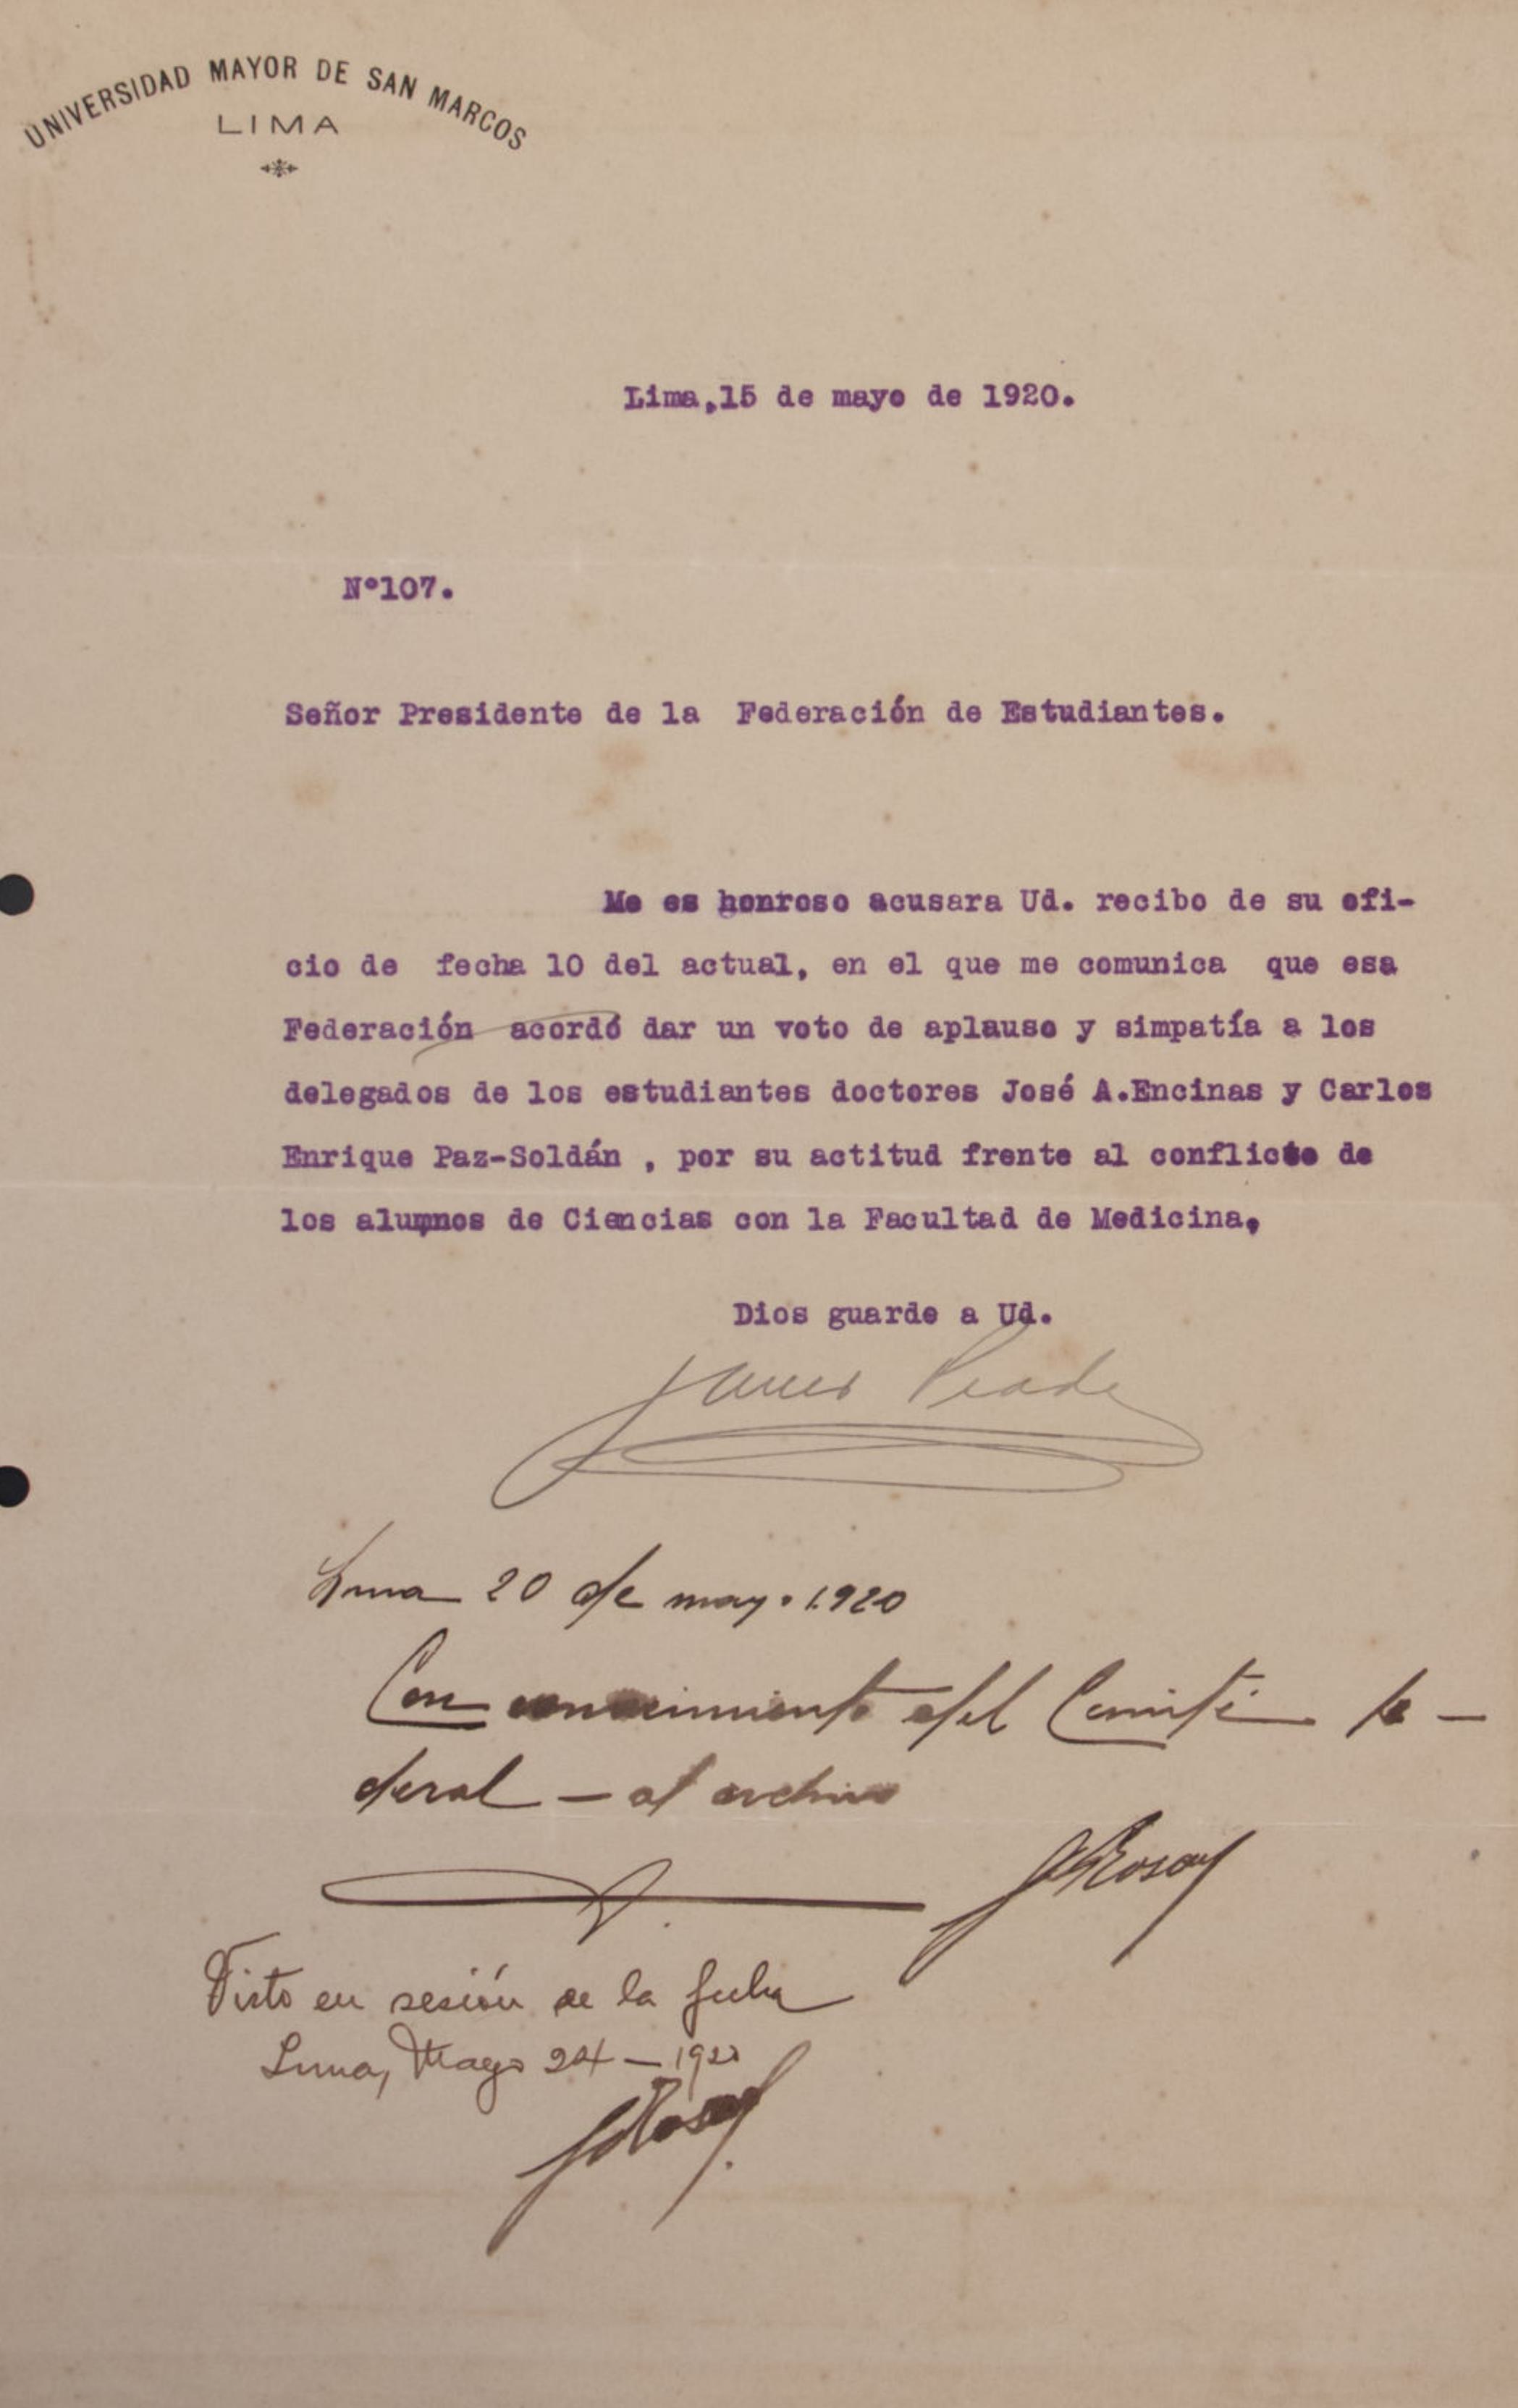 UNIVERSIDAD MAYOR DE SAN MARCOS
LIMA
Lima,15 de mayo de 1920.
N°107.
Señor Presidente de la Federación de Estudiantes.
Me es honroso acusara Ud. recibo de su ofi-
cio de fecha 10 del actual, en el que me comunica que esa
Federación acordó dar un voto de aplauso y simpatía a los
delegados de los estudiantes doctores José A.Encinas y Carlos
Enrique Paz-Soldán , por su actitud frente al conflicto de
los alumnos de Ciencias con la Facultad de Medicina.
Dios guarde a Ud.
Javier Prado
Lima 20 de mayo 1920
Con conocimiento del Comité fe-
deral - al archivo
Visto en sesión de la fecha
Lima, Mayo 24 - 1920